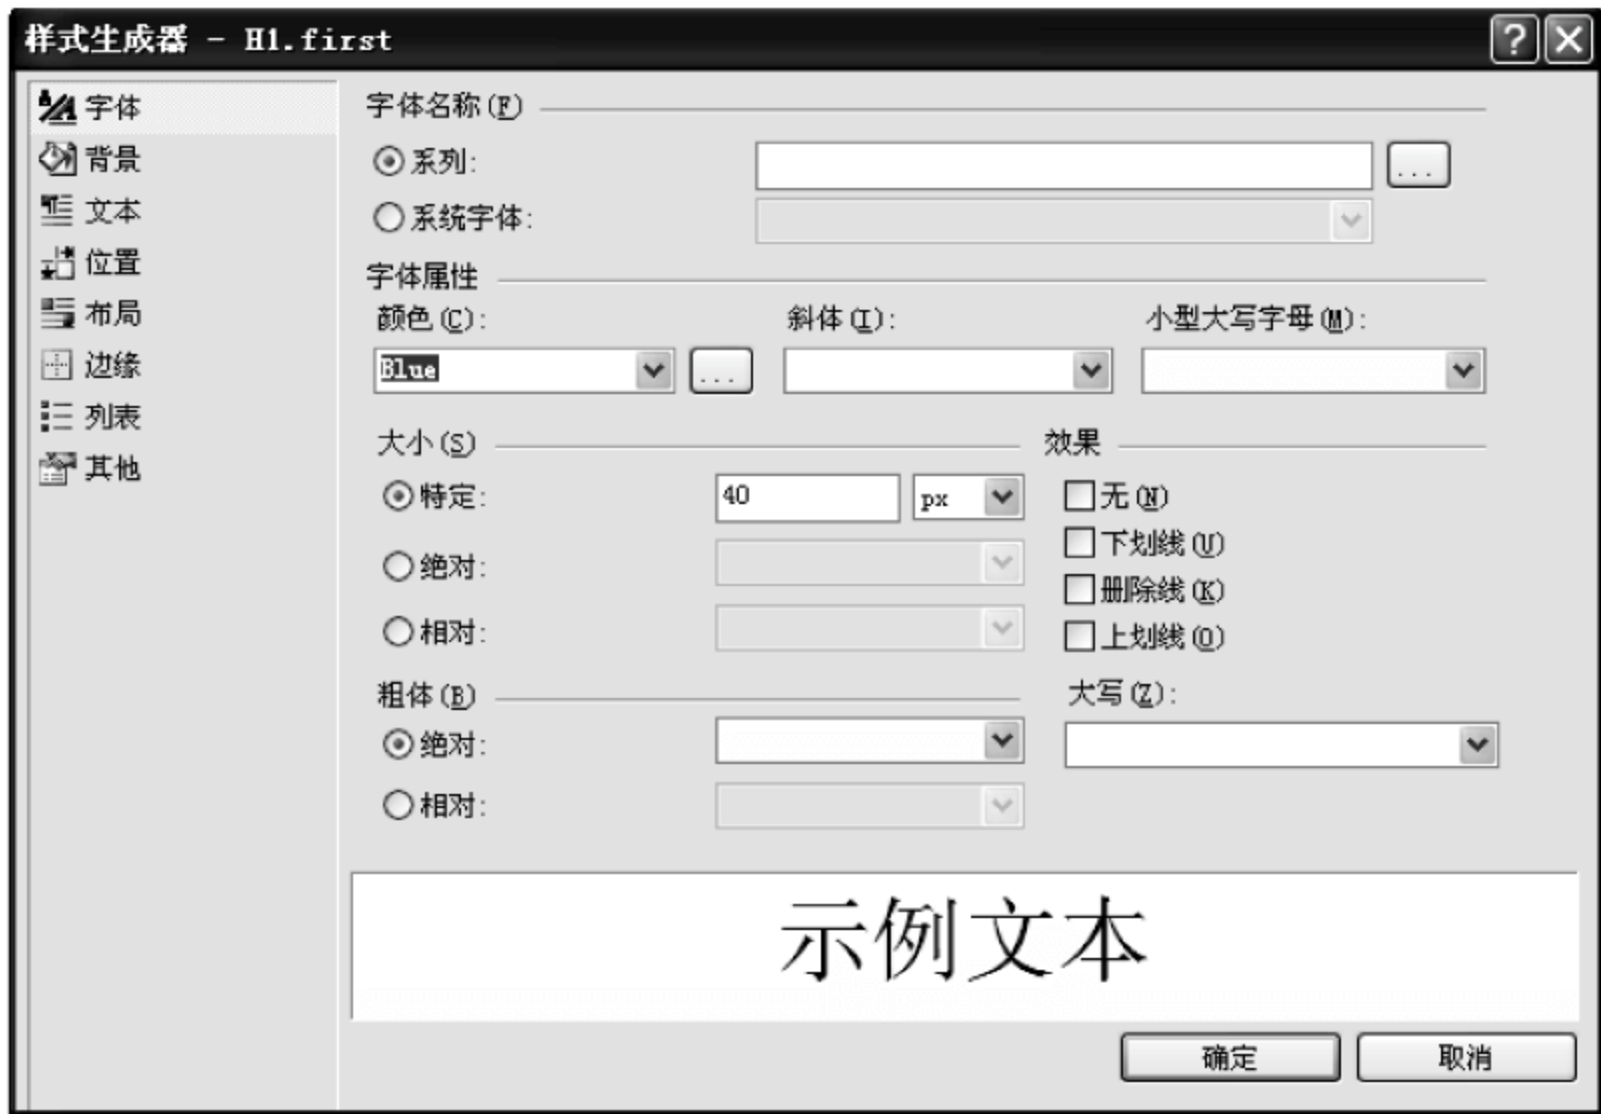 样式生成器 - H1.first
字体
背景
文本
位置
布局
边缘
列表
其他
字体名称(F)
系列:
...
系统字体:
字体属性
颜色(C):
斜体(I):
小型大写字母(M):
Blue
...
大小(S)
效果
特定:
40
px
无(N)
下划线(U)
绝对:
删除线(K)
相对:
上划线(O)
粗体(B)
大写(Z):
绝对:
相对:
示例文本
确定
取消